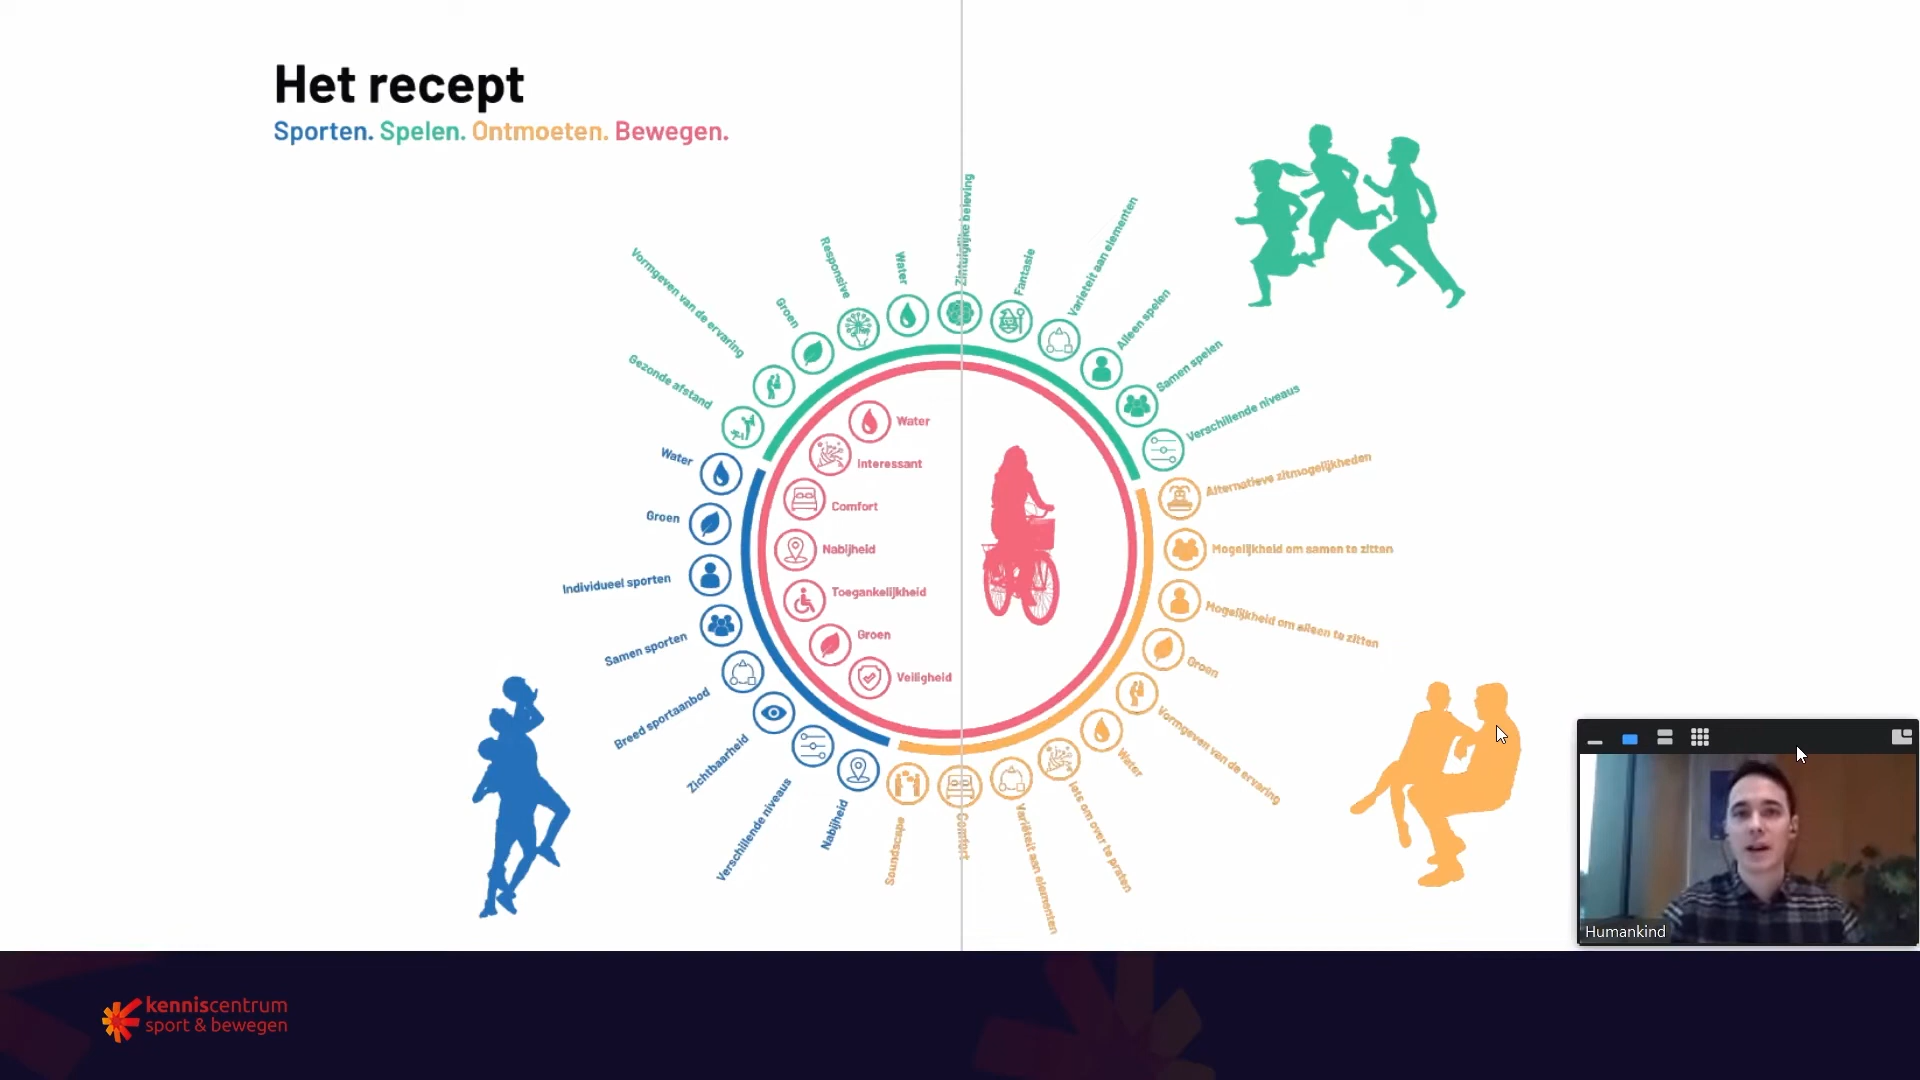 Het recept
Sporten. Spelen. Ontmoeten. Bewegen.
Gezonde afstand
Vormgeven van de ervaring
Groen
Responsive
Water
Zintuiglijke beleving
Fantasie
Variëteit aan elementen
Alleen spelen
Samen spelen
Verschillende niveaus
Alternatieve zitmogelijkheden
Mogelijkheid om samen te zitten
Mogelijkheid om alleen te zitten
Groen
Vormgeven van de ervaring
Water
Iets om over te praten
Variëteit aan elementen
Comfort
Soundscape
Nabijheid
Verschillende niveaus
Zichtbaarheid
Breed sportaanbod
Samen sporten
Individueel sporten
Groen
Water
Water
Interessant
Comfort
Nabijheid
Toegankelijkheid
Groen
Veiligheid
Humankind
kenniscentrum
sport & bewegen